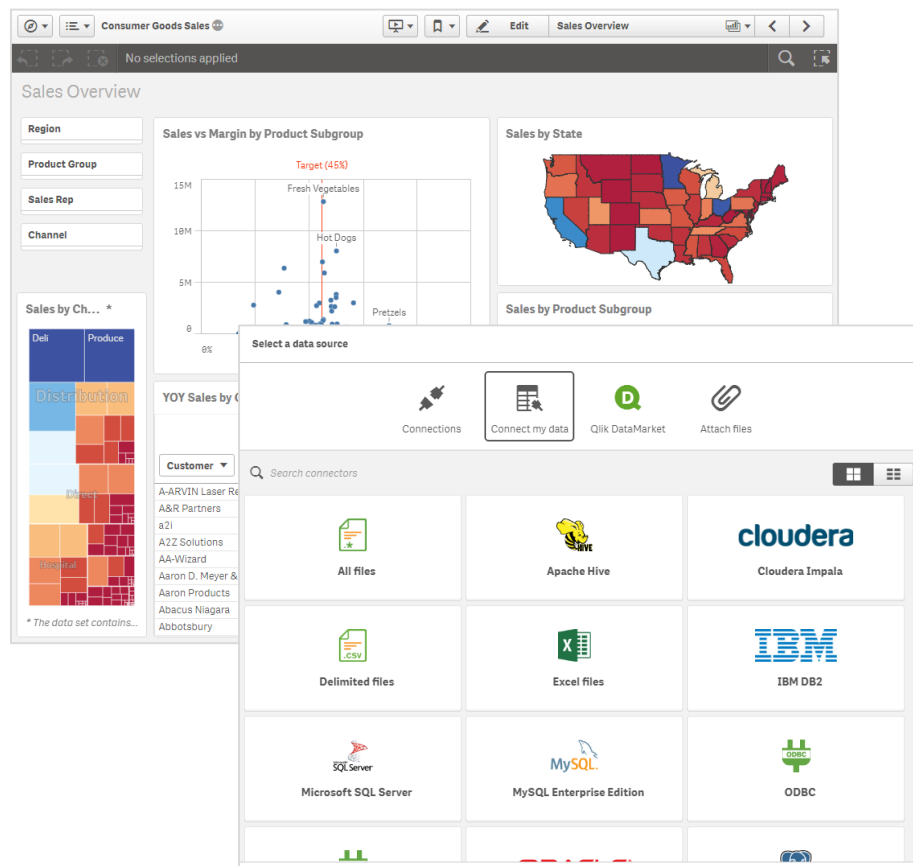 Consumer Goods Sales
Edit
Sales Overview
No selections applied
Sales Overview
Region
Product Group
Sales Rep
Channel
Sales vs Margin by Product Subgroup
Target (45%)
Fresh Vegetables
15M
10M
Hot Dogs
5M
Pretzels
0
0%
Sales by State
Sales by Product Subgroup
Sales by Ch... *
Deli
Produce
Distribution
Direct
Hospital
* The data set contains...
YOY Sales by
Customer
A-ARVIN Laser Re
A&R Partners
a2i
A2Z Solutions
AA-Wizard
Aaron D. Meyer &
Aaron Products
Abacus Niagara
Abbotsbury
Select a data source
Connections
Connect my data
Qlik DataMarket
Attach files
Search connectors
.*
All files
HIVE
Apache Hive
cloudera
Cloudera Impala
.CSV
Delimited files
X
Excel files
IBM
IBM DB2
Microsoft
SQL Server
Microsoft SQL Server
MySQL
MySQL Enterprise Edition
ODBC
ODBC